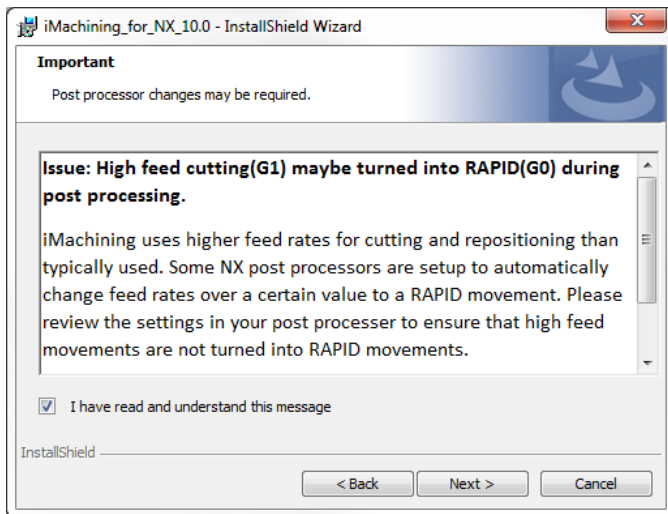 iMachining_for_NX_10.0 - InstallShield Wizard
Important
Post processor changes may be required.
Issue: High feed cutting(G1) maybe turned into RAPID(G0) during
post processing.
iMachining uses higher feed rates for cutting and repositioning than
typically used. Some NX post processors are setup to automatically
change feed rates over a certain value to a RAPID movement. Please
review the settings in your post processer to ensure that high feed
movements are not turned into RAPID movements.
I have read and understand this message
InstallShield
< Back Next > Cancel